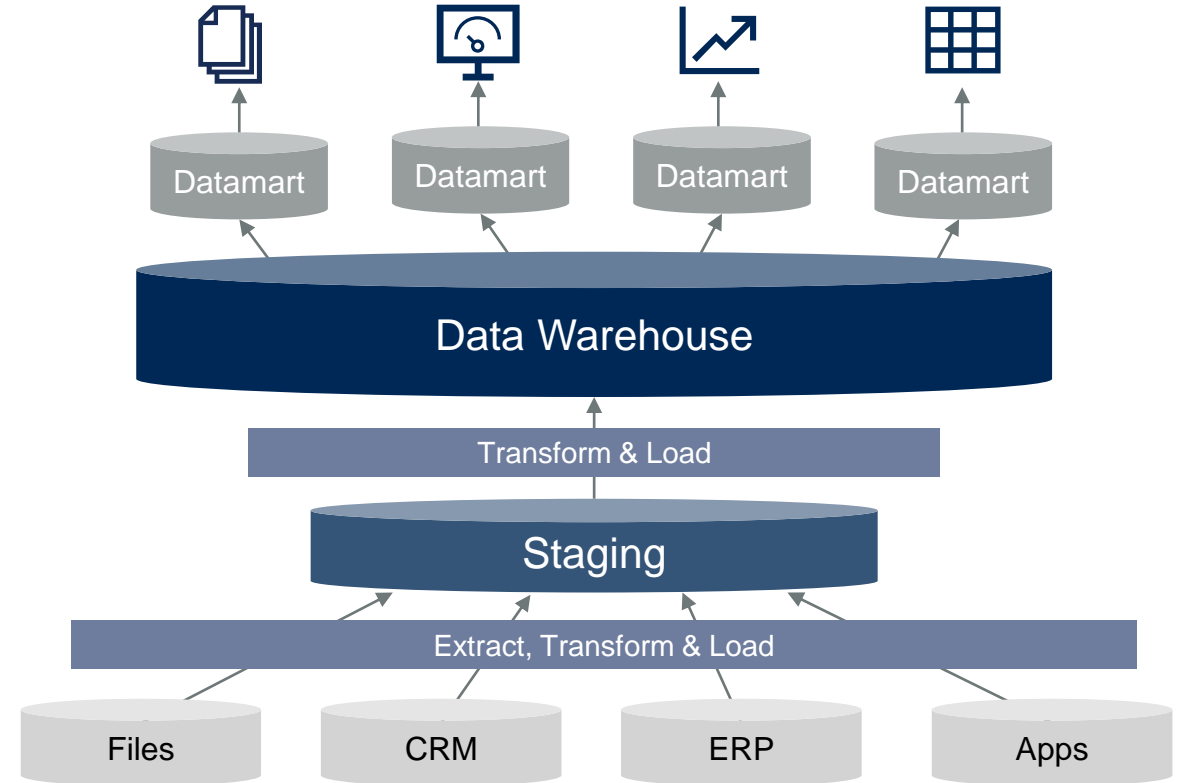 Datamart
Datamart
Datamart
Datamart
Data Warehouse
Transform & Load
Staging
Extract, Transform & Load
Files
CRM
ERP
Apps